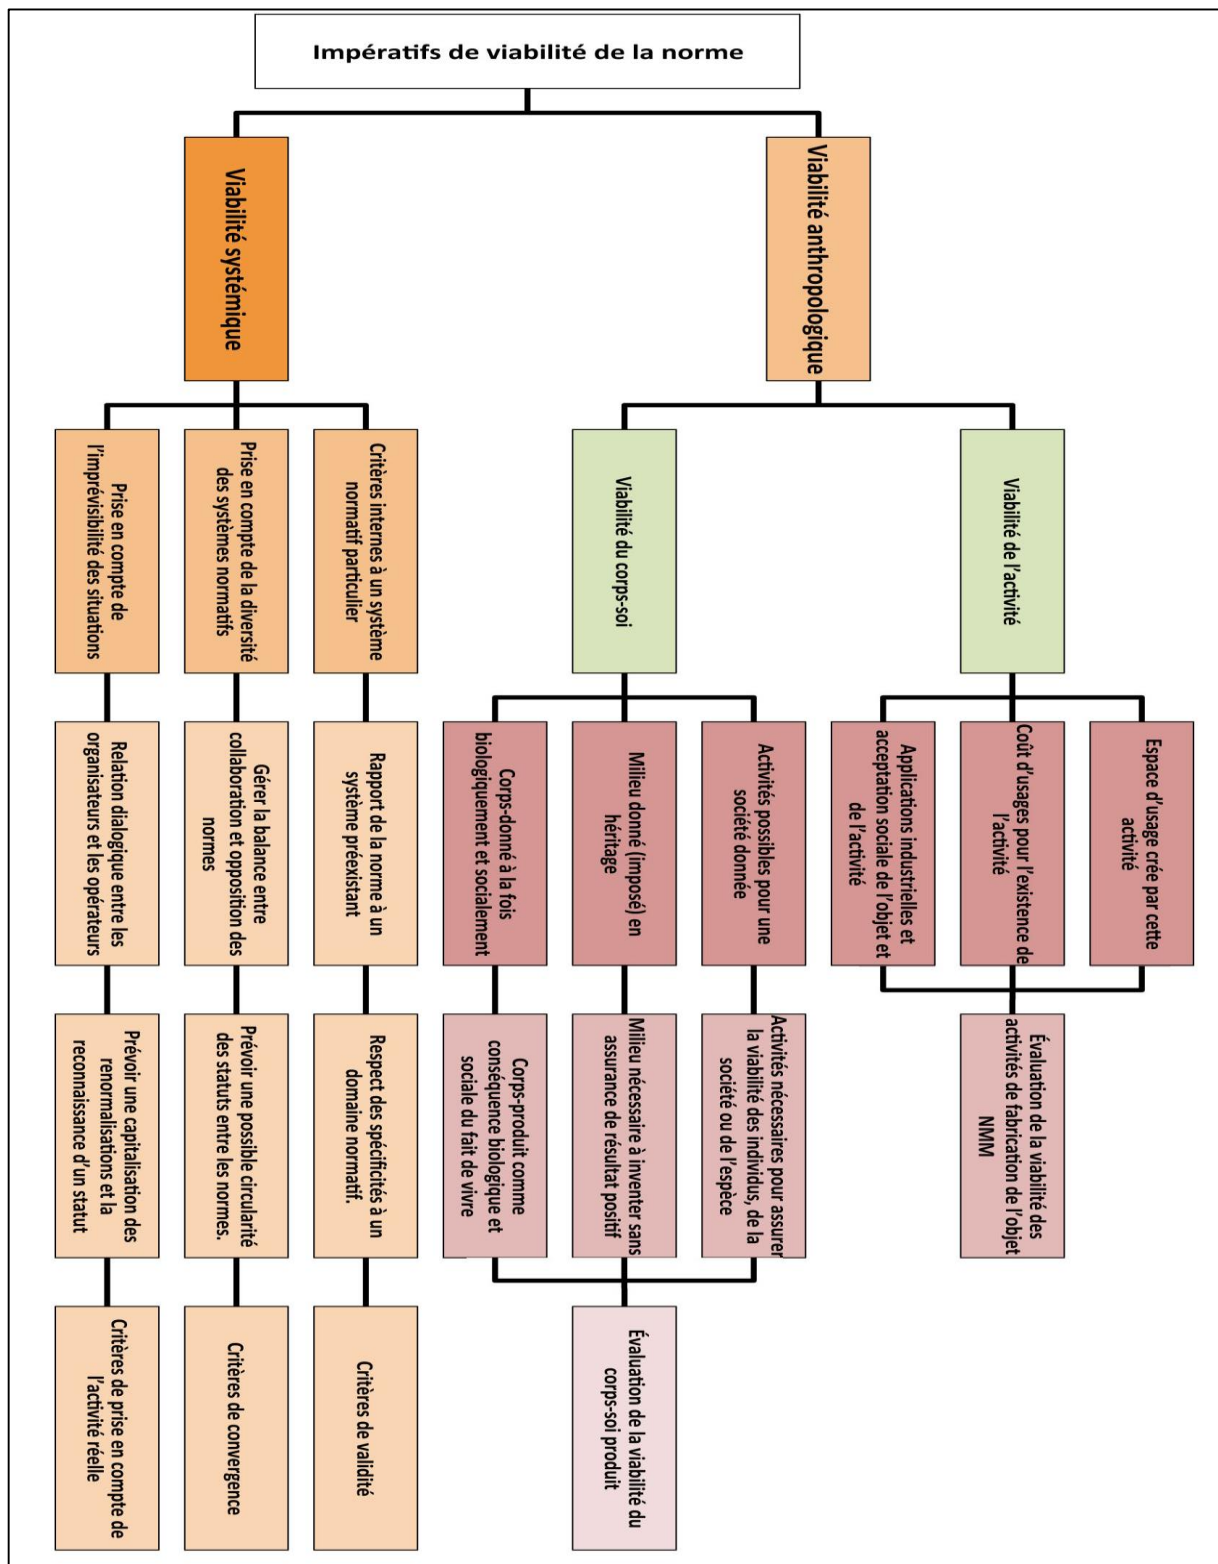 Impératifs de viabilité de la norme
Viabilité systémique
Viabilité anthropologique
Prise en compte de
l'imprévisibilité des situations
Prise en compte de la diversité
des systèmes normatifs
Critères internes à un système
normatif particulier
Viabilité du corps-soi
Viabilité de l'activité
Relation dialogique entre les
organisateurs et les opérateurs
Gérer la balance entre
collaboration et opposition des
normes
Rapport de la norme à un
système préexistant
Corps-donné à la fois
biologiquement et socialement
Milieu donné (imposé) en
héritage
Activités possibles pour une
société donnée
Applications industrielles et
acceptation sociale de l'objet et
de l'activité
Coût d'usages pour l'existence de
l'activité
Espace d'usage crée par cette
activité
Prévoir une capitalisation des
renormalisations et la
reconnaissance d'un statut
Prévoir une possible circularité
des statuts entre les normes.
Respect des spécificités à un
domaine normatif.
Corps-produit comme
conséquence biologique et
sociale du fait de vivre
Milieu nécessaire à inventer sans
assurance de résultat positif
Activités nécessaires pour assurer
la viabilité des individus, de la
société ou de l'espèce
Évaluation de la viabilité des
activités de fabrication de l'objet
NMM
Critères de prise en compte de
l'activité réelle
Critères de convergence
Critères de validité
Évaluation de la viabilité du
corps-soi produit